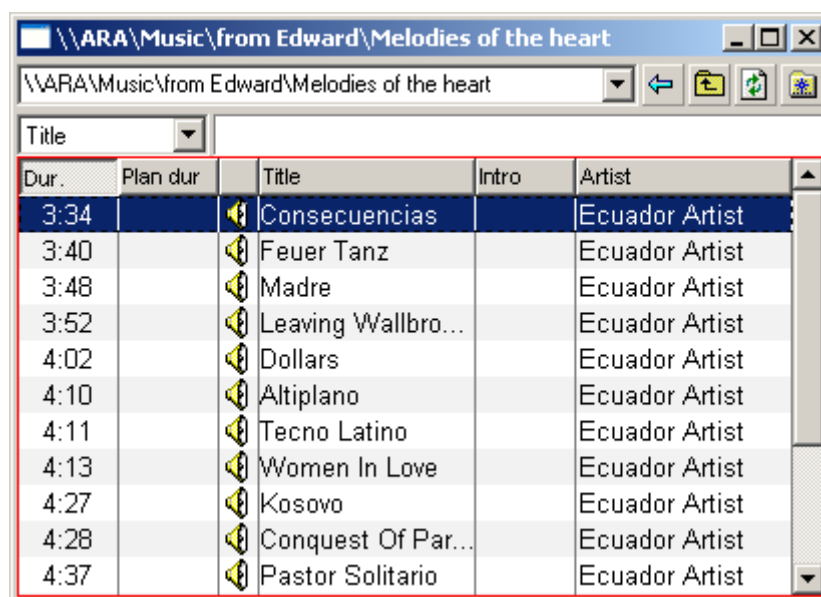 \\ARA\Music\from Edward\Melodies of the heart
\\ARA\Music\from Edward\Melodies of the heart
Title
Dur. Plan dur Title Intro Artist
3:34 Consecuencias Ecuador Artist
3:40 Feuer Tanz Ecuador Artist
3:48 Madre Ecuador Artist
3:52 Leaving Wallbro... Ecuador Artist
4:02 Dollars Ecuador Artist
4:10 Altiplano Ecuador Artist
4:11 Tecno Latino Ecuador Artist
4:13 Women In Love Ecuador Artist
4:27 Kosovo Ecuador Artist
4:28 Conquest Of Par... Ecuador Artist
4:37 Pastor Solitario Ecuador Artist